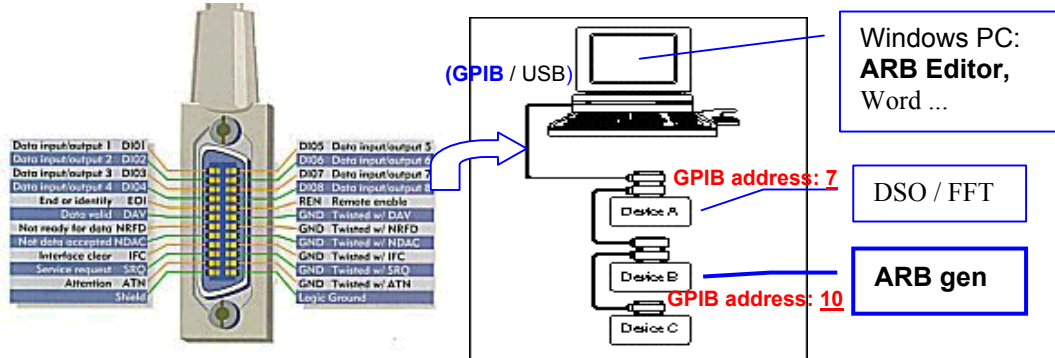 Data input/output 1 DIO1
Data input/output 2 DIO2
Data input/output 3 DIO3
Data input/output 4 DIO4
End or identify EOI
Data valid DAV
Not ready for data NRFD
Not data accepted NDAC
Interface clear IFC
Service request SRQ
Attention ATN
Shield
DIO5 Data input/output 5
DIO6 Data input/output 6
DIO7 Data input/output 7
DIO8 Data input/output 8
REN Remote enable
GND Twisted w/ DAV
GND Twisted w/ NRFD
GND Twisted w/ NDAC
GND Twisted w/ IFC
GND Twisted w/ SRQ
GND Twisted w/ ATN
Logic Ground
(GPIB / USB)
Windows PC:
ARB Editor,
Word ...
GPIB address: 7
Device A
DSO / FFT
Device B
ARB gen
GPIB address: 10
Device C